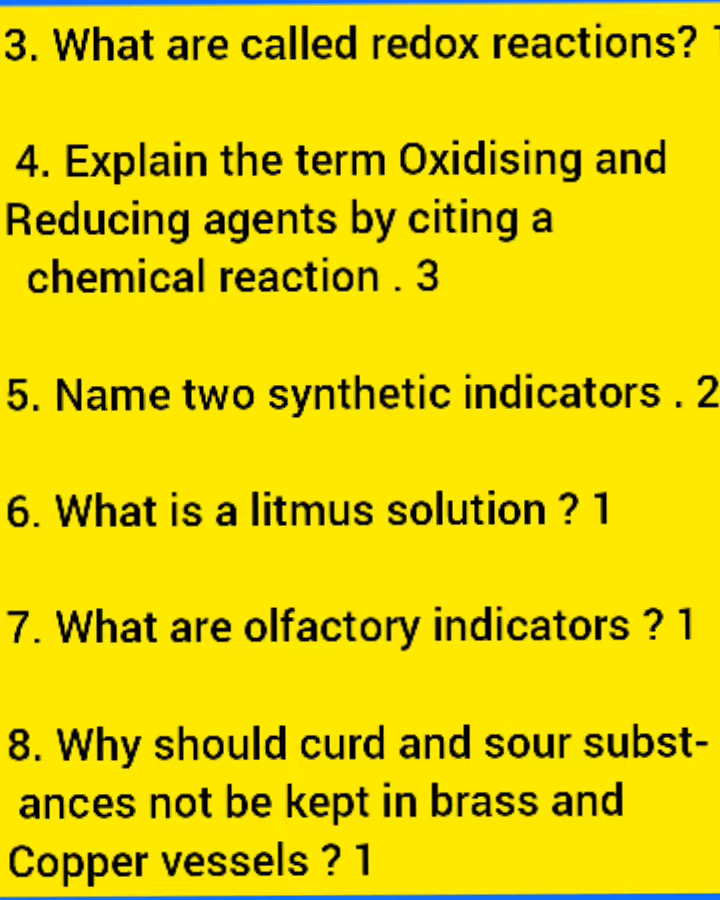 3. What are called redox reactions?
4. Explain the term Oxidising and
Reducing agents by citing a
chemical reaction . 3
5. Name two synthetic indicators . 2
6. What is a litmus solution ? 1
7. What are olfactory indicators ? 1
8. Why should curd and sour subst-
ances not be kept in brass and
Copper vessels ? 1